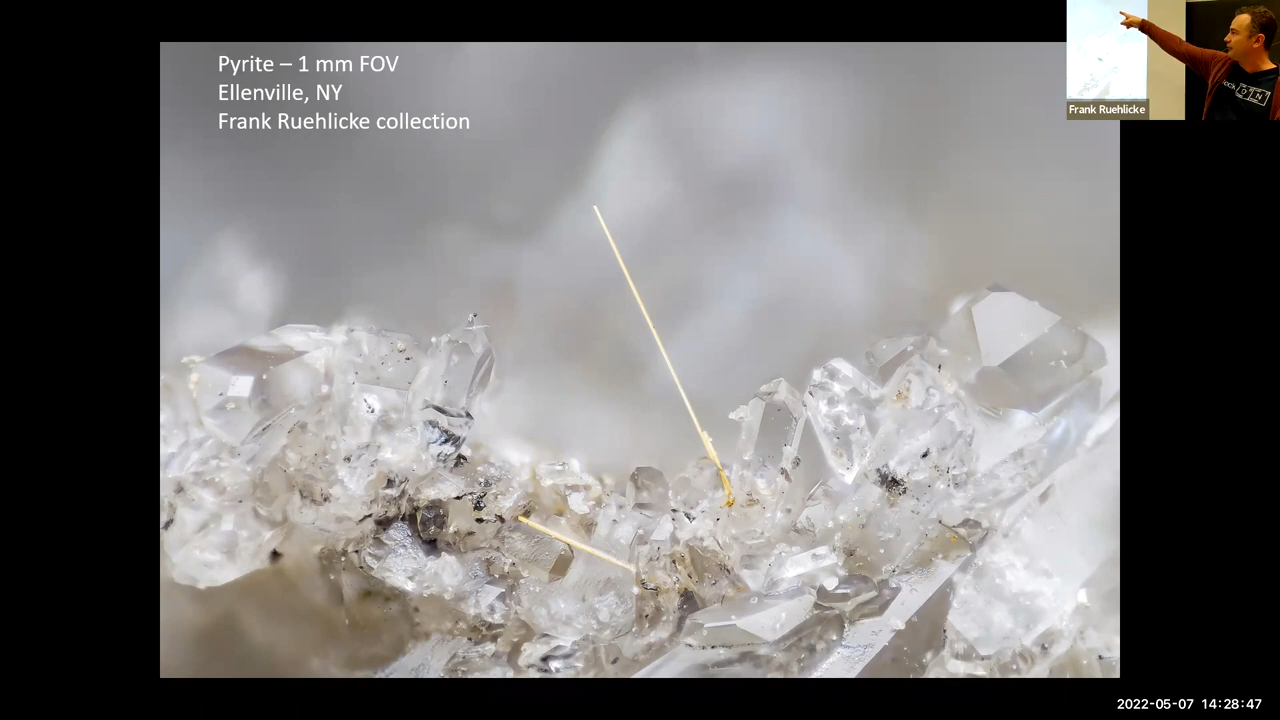 Pyrite – 1 mm FOV
Ellenville, NY
Frank Ruehlicke collection
Frank Ruehlicke
2022-05-07 14:28:47